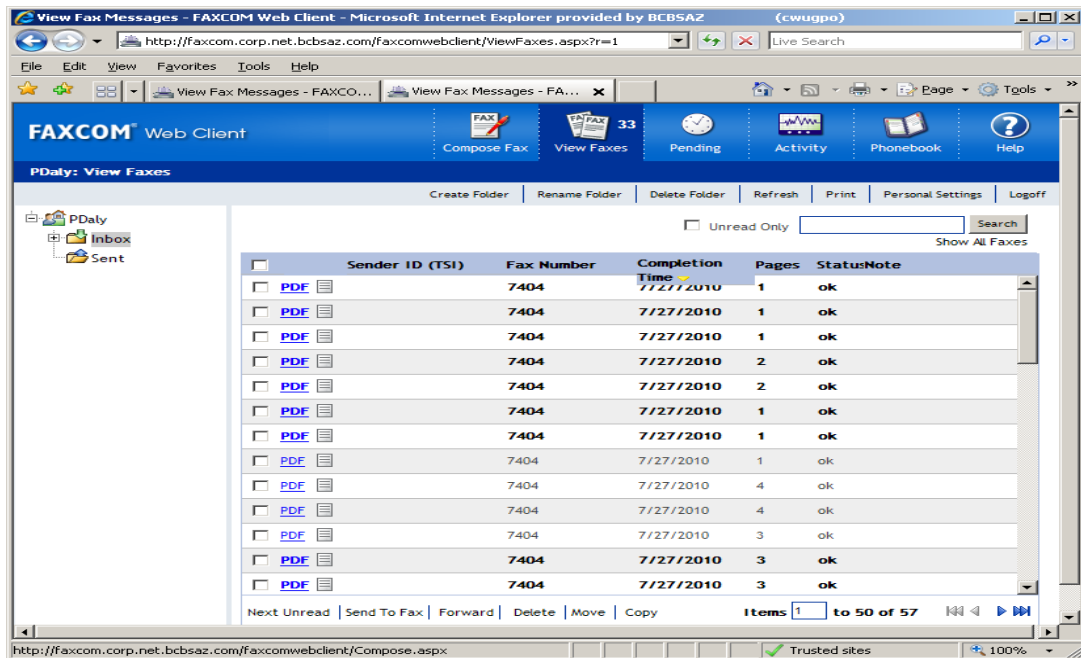 View Fax Messages - FAXCOM Web Client - Microsoft Internet Explorer provided by BCBSAZ (cwugpo)
http://faxcom.corp.net.bcbsaz.com/faxcomwebclient/ViewFaxes.aspx?r=1 Live Search
File Edit View Favorites Tools Help
View Fax Messages - FAXCO... View Fax Messages - FA... Page Tools
FAXCOM® Web Client FAX Compose Fax FAX View Faxes 33 Pending Activity Phonebook Help
PDaly: View Faxes
Create Folder Rename Folder Delete Folder Refresh Print Personal Settings Logoff
PDaly
Inbox
Sent
Unread Only Search
Show All Faxes
Sender ID (TSI) Fax Number Completion Time Pages Status Note
PDF 7404 7/27/2010 1 ok
PDF 7404 7/27/2010 1 ok
PDF 7404 7/27/2010 1 ok
PDF 7404 7/27/2010 2 ok
PDF 7404 7/27/2010 2 ok
PDF 7404 7/27/2010 1 ok
PDF 7404 7/27/2010 1 ok
PDF 7404 7/27/2010 1 ok
PDF 7404 7/27/2010 4 ok
PDF 7404 7/27/2010 4 ok
PDF 7404 7/27/2010 3 ok
PDF 7404 7/27/2010 3 ok
PDF 7404 7/27/2010 3 ok
Next Unread Send To Fax Forward Delete Move Copy Items 1 to 50 of 57
http://faxcom.corp.net.bcbsaz.com/faxcomwebclient/Compose.aspx Trusted sites 100%